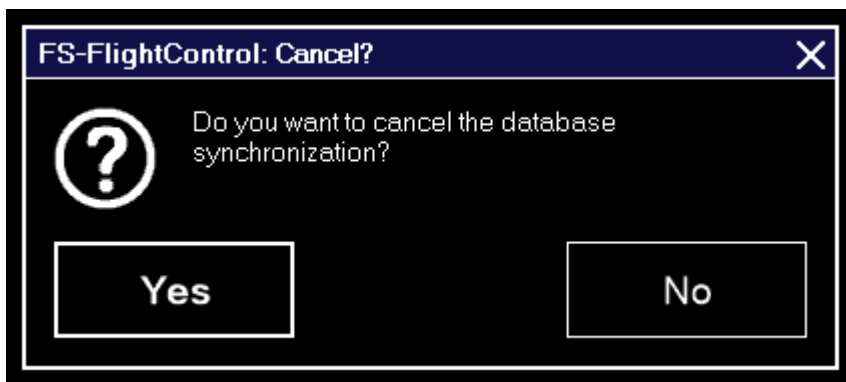 FS-FlightControl: Cancel?
Do you want to cancel the database
synchronization?
Yes
No